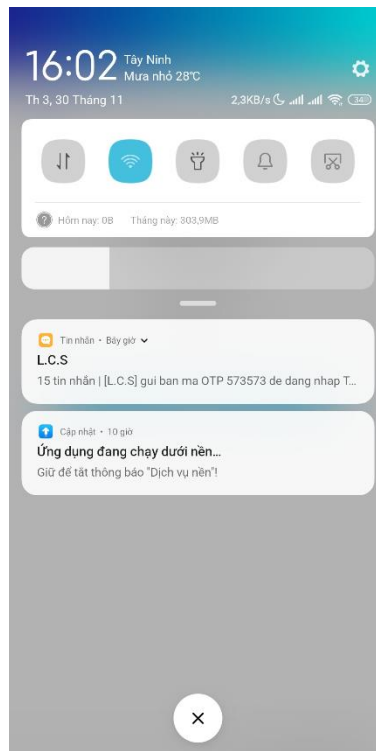 16:02 Tây Ninh
Mưa nhỏ 28°C
Th 3, 30 Tháng 11 2,3KB/s 34
Hôm nay: 0B Tháng này: 303,9MB
Tin nhắn • Bây giờ
L.C.S
15 tin nhắn | [L.C.S] gui ban ma OTP 573573 de dang nhap T...
Cập nhật • 10 giờ
Ứng dụng đang chạy dưới nền...
Giữ để tắt thông báo "Dịch vụ nền"!